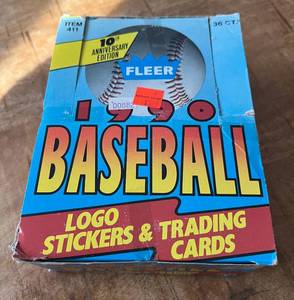 ITEM
411
36 CT.
10TH
ANNIVERSARY
EDITION
FLEER
1990
BASEBALL
LOGO
STICKERS & TRADING
CARDS